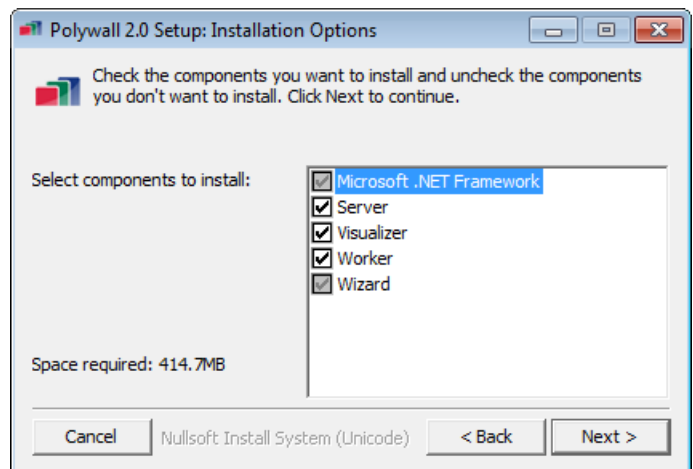 Polywall 2.0 Setup: Installation Options
Check the components you want to install and uncheck the components
you don't want to install. Click Next to continue.
Select components to install:
Microsoft .NET Framework
Server
Visualizer
Worker
Wizard
Space required: 414.7MB
Cancel
Nullsoft Install System (Unicode)
< Back
Next >